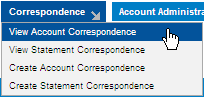 Correspondence Account Administra
View Account Correspondence
View Statement Correspondence
Create Account Correspondence
Create Statement Correspondence